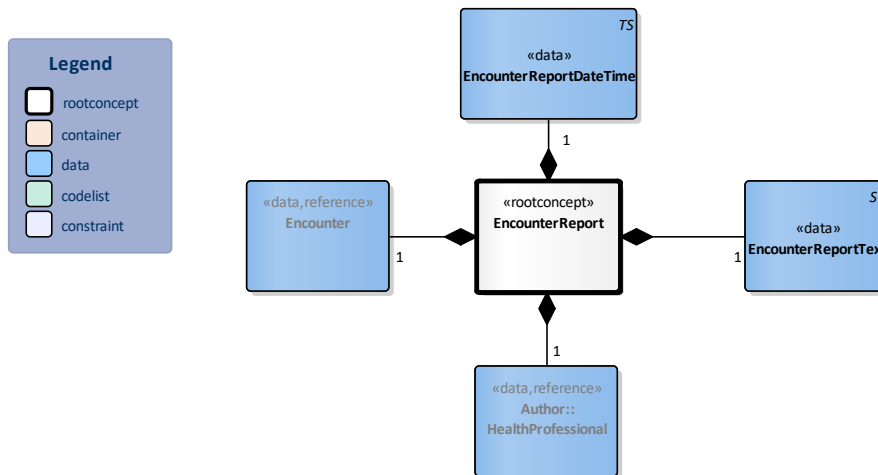 TS
«data»
EncounterReportDateTime
1
Legend
rootconcept
container
data
codelist
constraint
«data,reference»
Encounter
1
«rootconcept»
EncounterReport
S
«data»
EncounterReportTex
1
1
«data,reference»
Author::
HealthProfessional